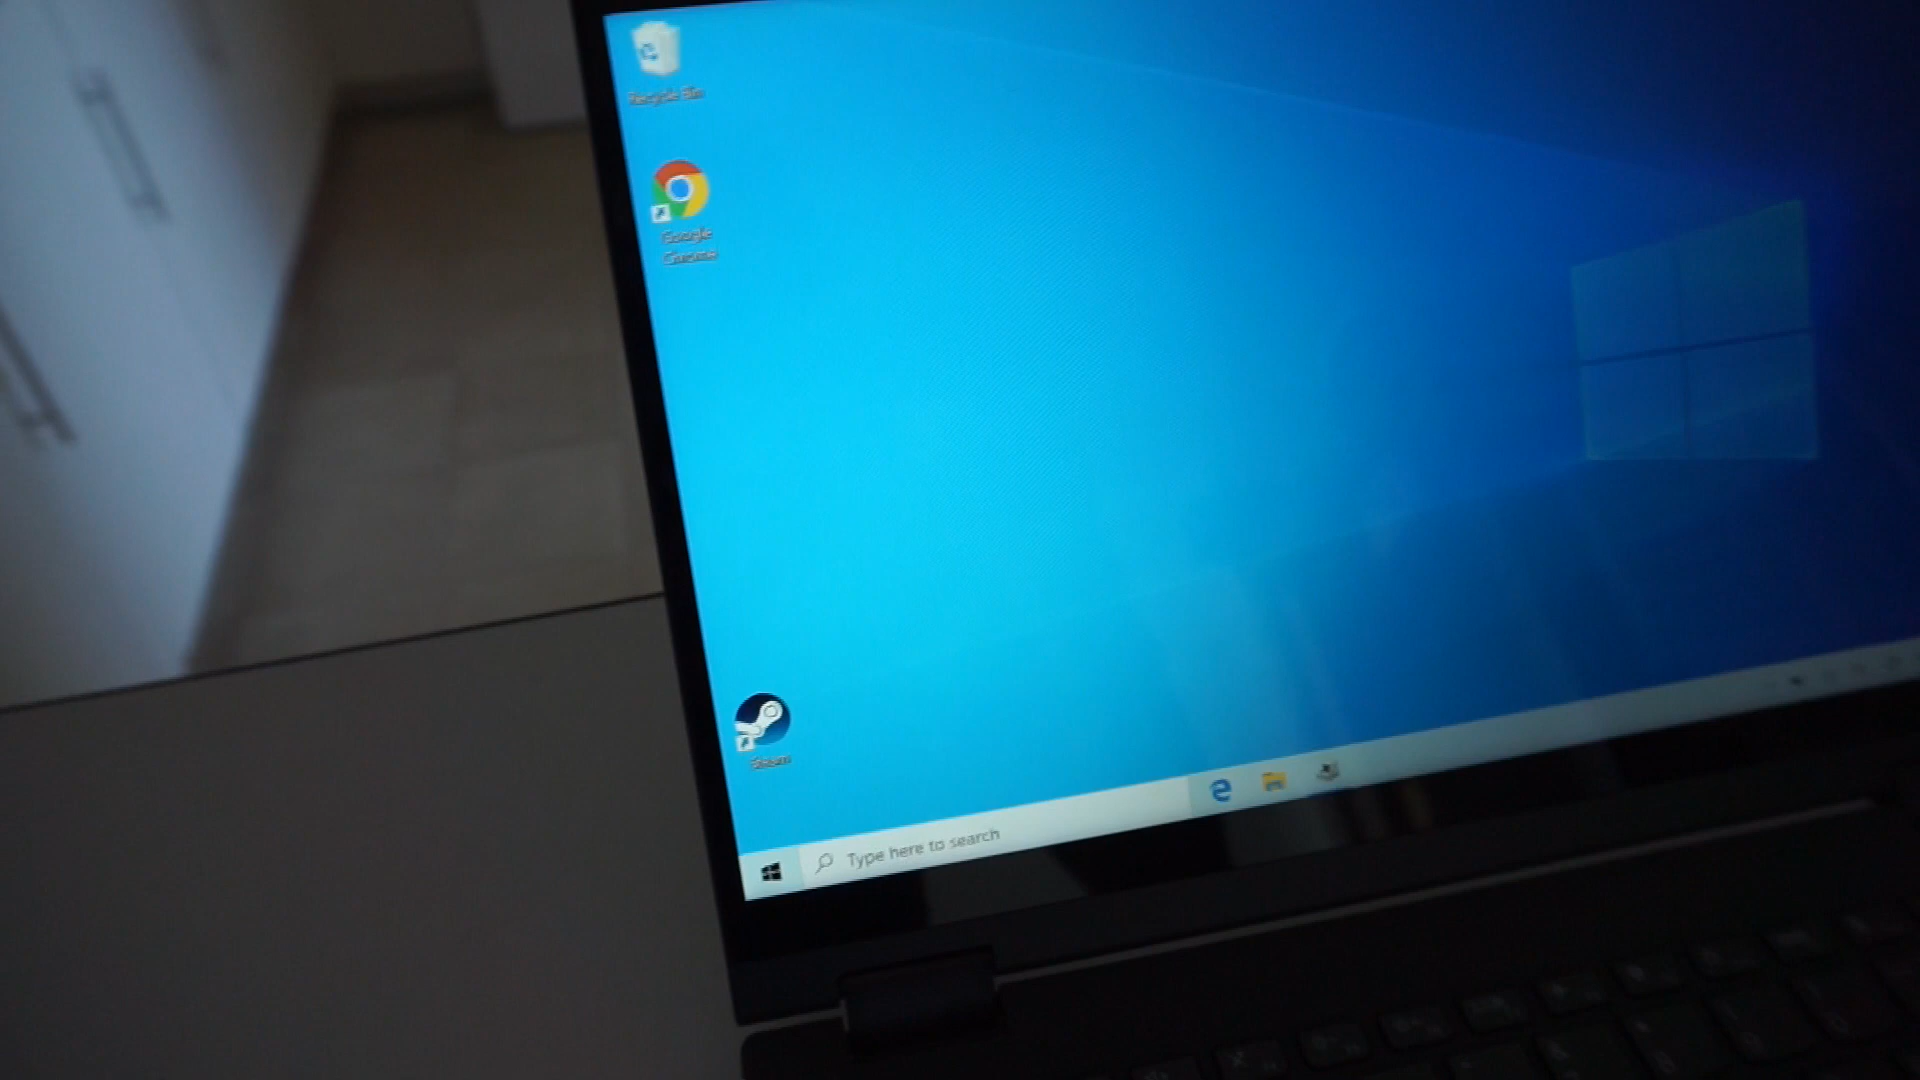 Recycle Bin
Google
Chrome
Steam
Type here to search